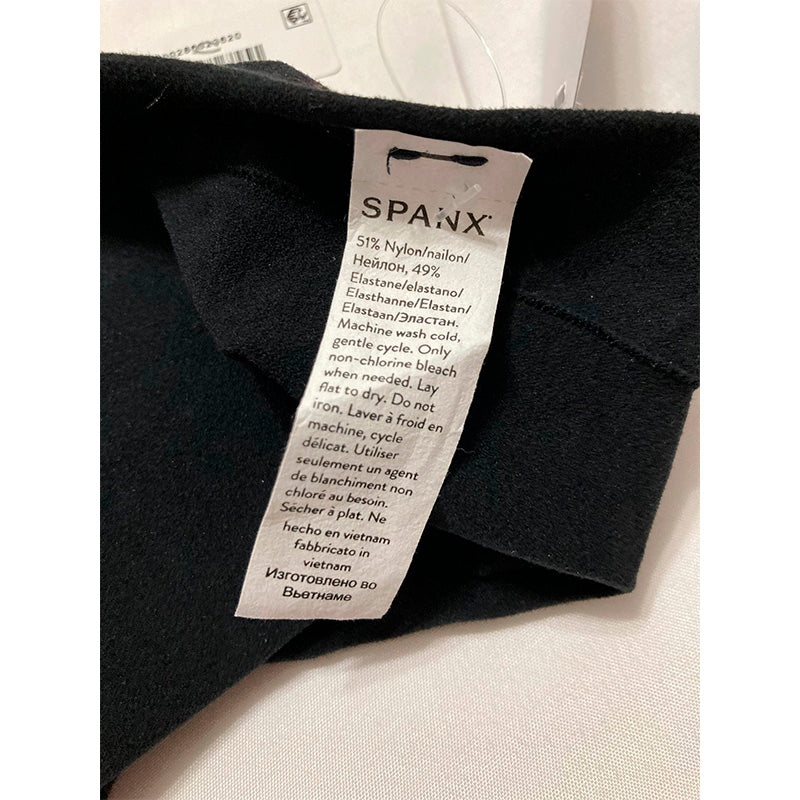 SPANX
51% Nylon/nailon/
Нейлон, 49%
Elastane/elastano/
Elasthanne/Elastan/
Elastaan/Эластан.
Machine wash cold,
gentle cycle. Only
non-chlorine bleach
when needed. Lay
flat to dry. Do not
iron. Laver à froid en
machine, cycle
délicat. Utiliser
seulement un agent
de blanchiment non
chloré au besoin.
Sécher à plat. Ne
hecho en vietnam
fabbricato in
vietnam
Изготовлено во
Вьетнаме